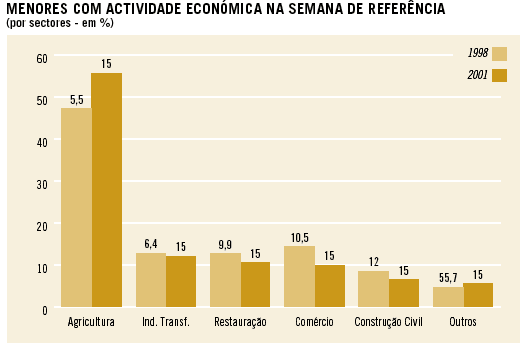 MENORES COM ACTIVIDADE ECONÓMICA NA SEMANA DE REFERÊNCIA
(por sectores - em %)
1998
2001
60
50
40
30
20
10
0
5,5
15
6,4
15
9,9
15
10,5
15
12
15
55,7
15
Agricultura
Ind. Transf.
Restauração
Comércio
Construção Civil
Outros